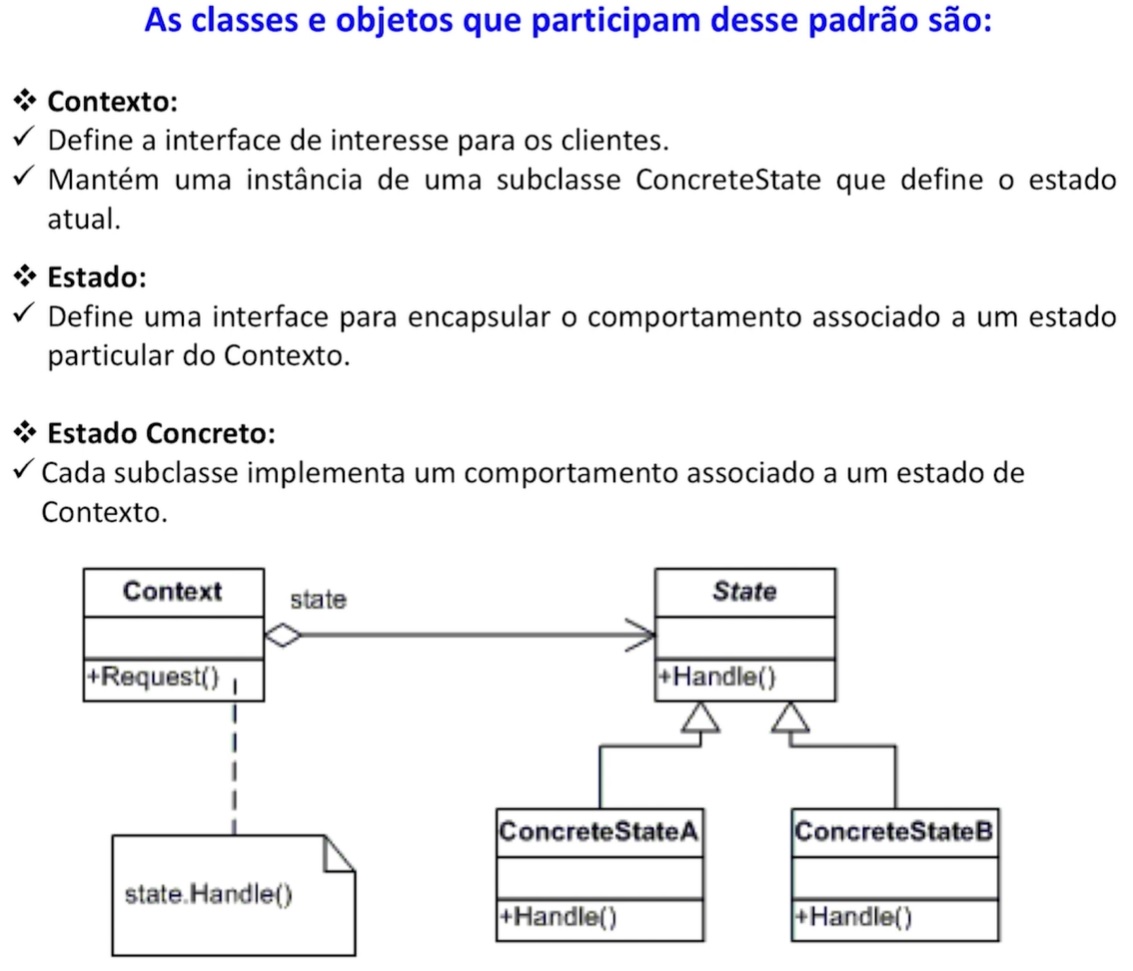 As classes e objetos que participam desse padrão são:
❖ Contexto:
✓ Define a interface de interesse para os clientes.
✓ Mantém uma instância de uma subclasse ConcreteState que define o estado
atual.
❖ Estado:
✓ Define uma interface para encapsular o comportamento associado a um estado
particular do Contexto.
❖ Estado Concreto:
✓ Cada subclasse implementa um comportamento associado a um estado de
Contexto.
Context
state
State
+Request()
+Handle()
ConcreteStateA
ConcreteStateB
state.Handle()
+Handle()
+Handle()